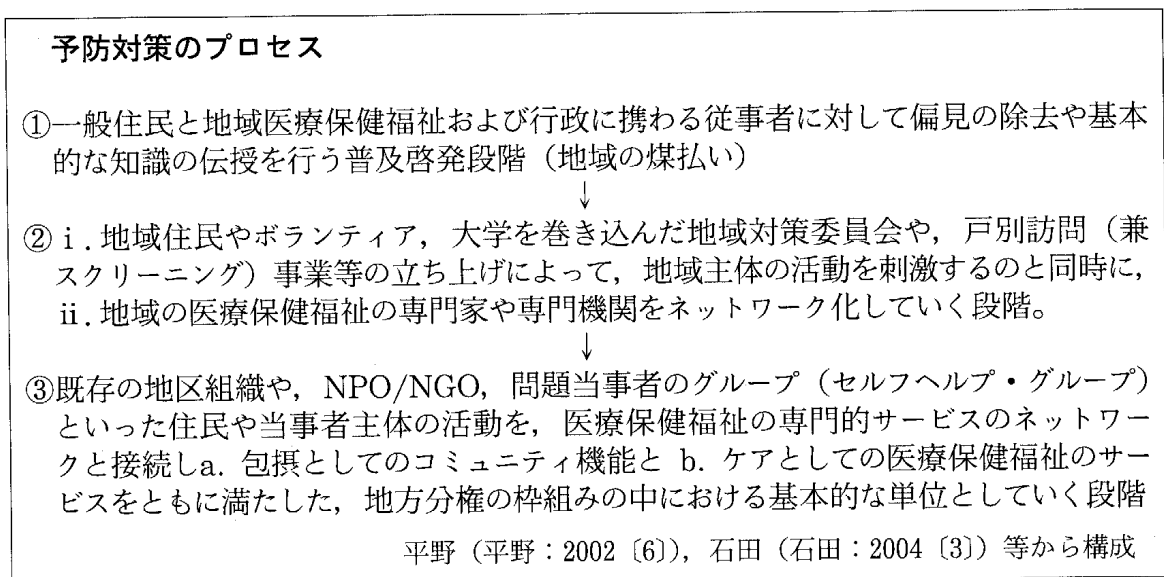 予防対策のプロセス
①一般住民と地域医療保健福祉および行政に携わる従事者に対して偏見の除去や基本
的な知識の伝授を行う普及啓発段階（地域の煤払い）
↓
②ⅰ.地域住民やボランティア，大学を巻き込んだ地域対策委員会や，戸別訪問（兼
スクリーニング）事業等の立ち上げによって，地域主体の活動を刺激するのと同時に，
ⅱ.地域の医療保健福祉の専門家や専門機関をネットワーク化していく段階。
↓
③既存の地区組織や，NPO/NGO，問題当事者のグループ（セルフヘルプ・グループ）
といった住民や当事者主体の活動を，医療保健福祉の専門的サービスのネットワー
クと接続しa. 包摂としてのコミュニティ機能と b. ケアとしての医療保健福祉のサー
ビスをともに満たした，地方分権の枠組みの中における基本的な単位としていく段階
平野（平野：2002〔6〕），石田（石田：2004〔3〕）等から構成